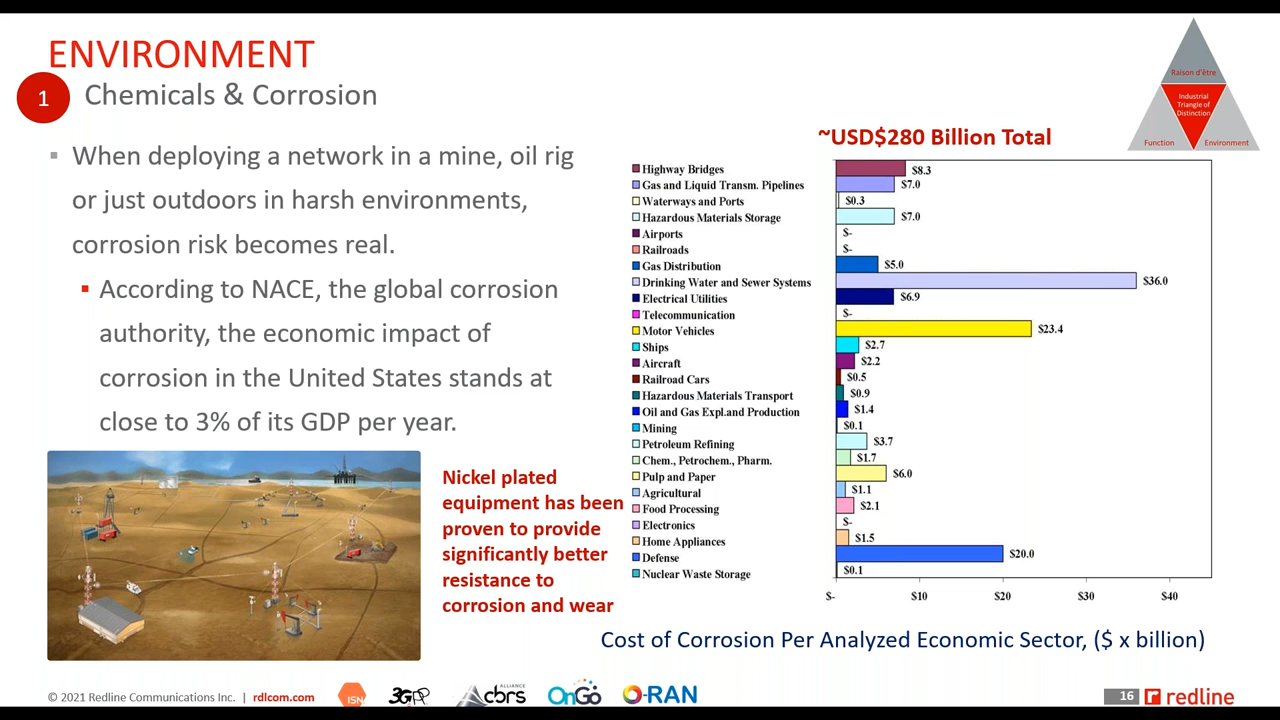 ENVIRONMENT
1
Chemicals & Corrosion
When deploying a network in a mine, oil rig
or just outdoors in harsh environments,
corrosion risk becomes real.
According to NACE, the global corrosion
authority, the economic impact of
corrosion in the United States stands at
close to 3% of its GDP per year.
Nickel plated
equipment has been
proven to provide
significantly better
resistance to
corrosion and wear
Raison d'être
Industrial
Triangle of
Distinction
Function
Environment
~USD$280 Billion Total
Highway Bridges $8.3
Gas and Liquid Transm. Pipelines $7.0
Waterways and Ports $0.3
Hazardous Materials Storage $7.0
Airports $-
Railroads $-
Gas Distribution $5.0
Drinking Water and Sewer Systems $36.0
Electrical Utilities $6.9
Telecommunication $-
Motor Vehicles $23.4
Ships $2.7
Aircraft $2.2
Railroad Cars $0.5
Hazardous Materials Transport $0.9
Oil and Gas Expl.and Production $1.4
Mining $0.1
Petroleum Refining $3.7
Chem., Petrochem., Pharm. $1.7
Pulp and Paper $6.0
Agricultural $1.1
Food Processing $2.1
Electronics $-
Home Appliances $1.5
Defense $20.0
Nuclear Waste Storage $0.1
$- $10 $20 $30 $40
Cost of Corrosion Per Analyzed Economic Sector, ($ x billion)
© 2021 Redline Communications Inc. | rdlcom.com
ISN
3GPP
ALLIANCE
cbrs
OnGo
O-RAN
16
redline